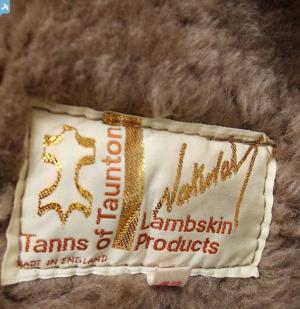 Tanns of Taunton
MADE IN ENGLAND
Lambskin
Products